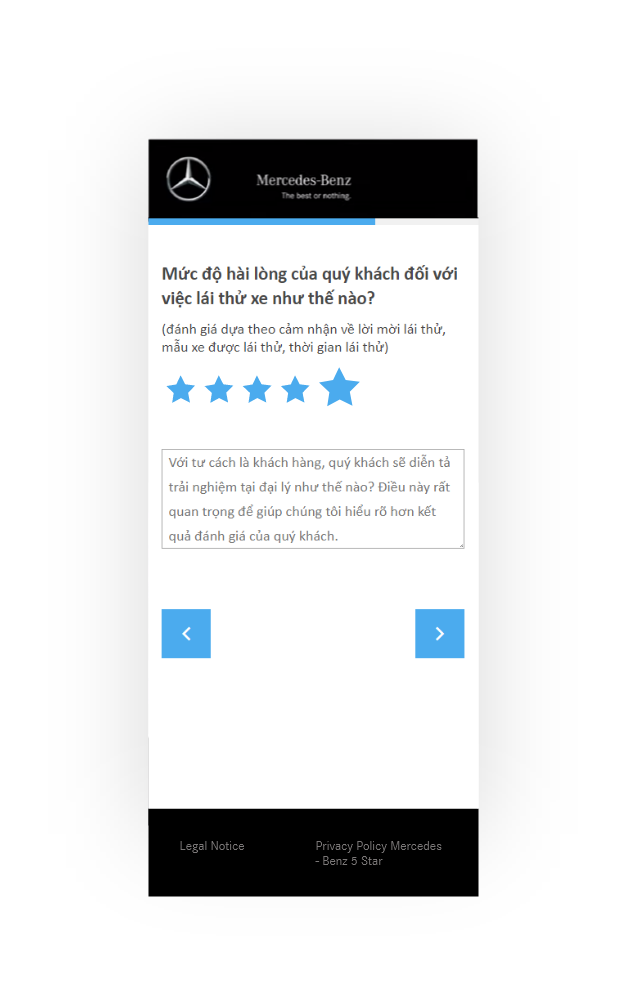 Mercedes-Benz
The best or nothing.
Mức độ hài lòng của quý khách đối với
việc lái thử xe như thế nào?
(đánh giá dựa theo cảm nhận về lời mời lái thử,
mẫu xe được lái thử, thời gian lái thử)
Với tư cách là khách hàng, quý khách sẽ diễn tả
trải nghiệm tại đại lý như thế nào? Điều này rất
quan trọng để giúp chúng tôi hiểu rõ hơn kết
quả đánh giá của quý khách.
Legal Notice
Privacy Policy Mercedes
- Benz 5 Star